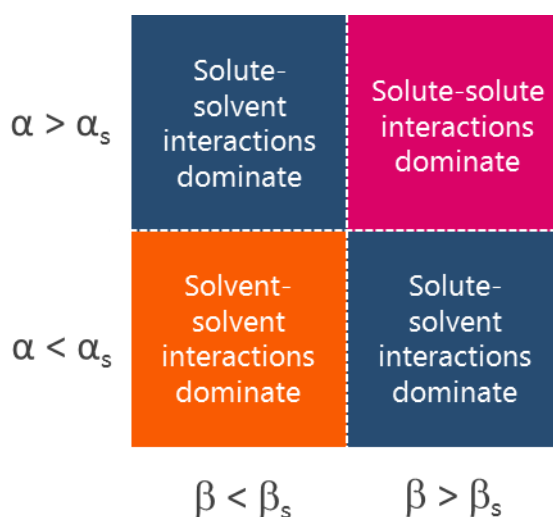 Solute-
solvent
interactions
dominate
Solute-solute
interactions
dominate
α > αs
Solvent-
solvent
interactions
dominate
Solute-
solvent
interactions
dominate
α < αs
β < βs
β > βs